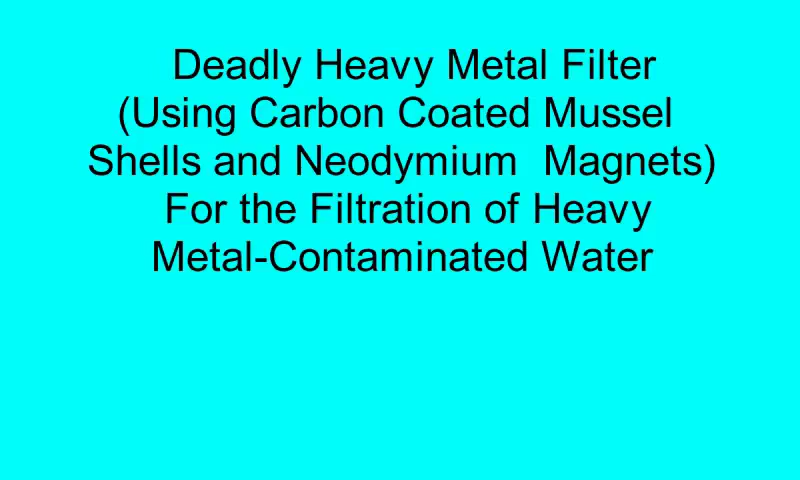 Deadly Heavy Metal Filter
(Using Carbon Coated Mussel
Shells and Neodymium  Magnets)
For the Filtration of Heavy
Metal-Contaminated Water